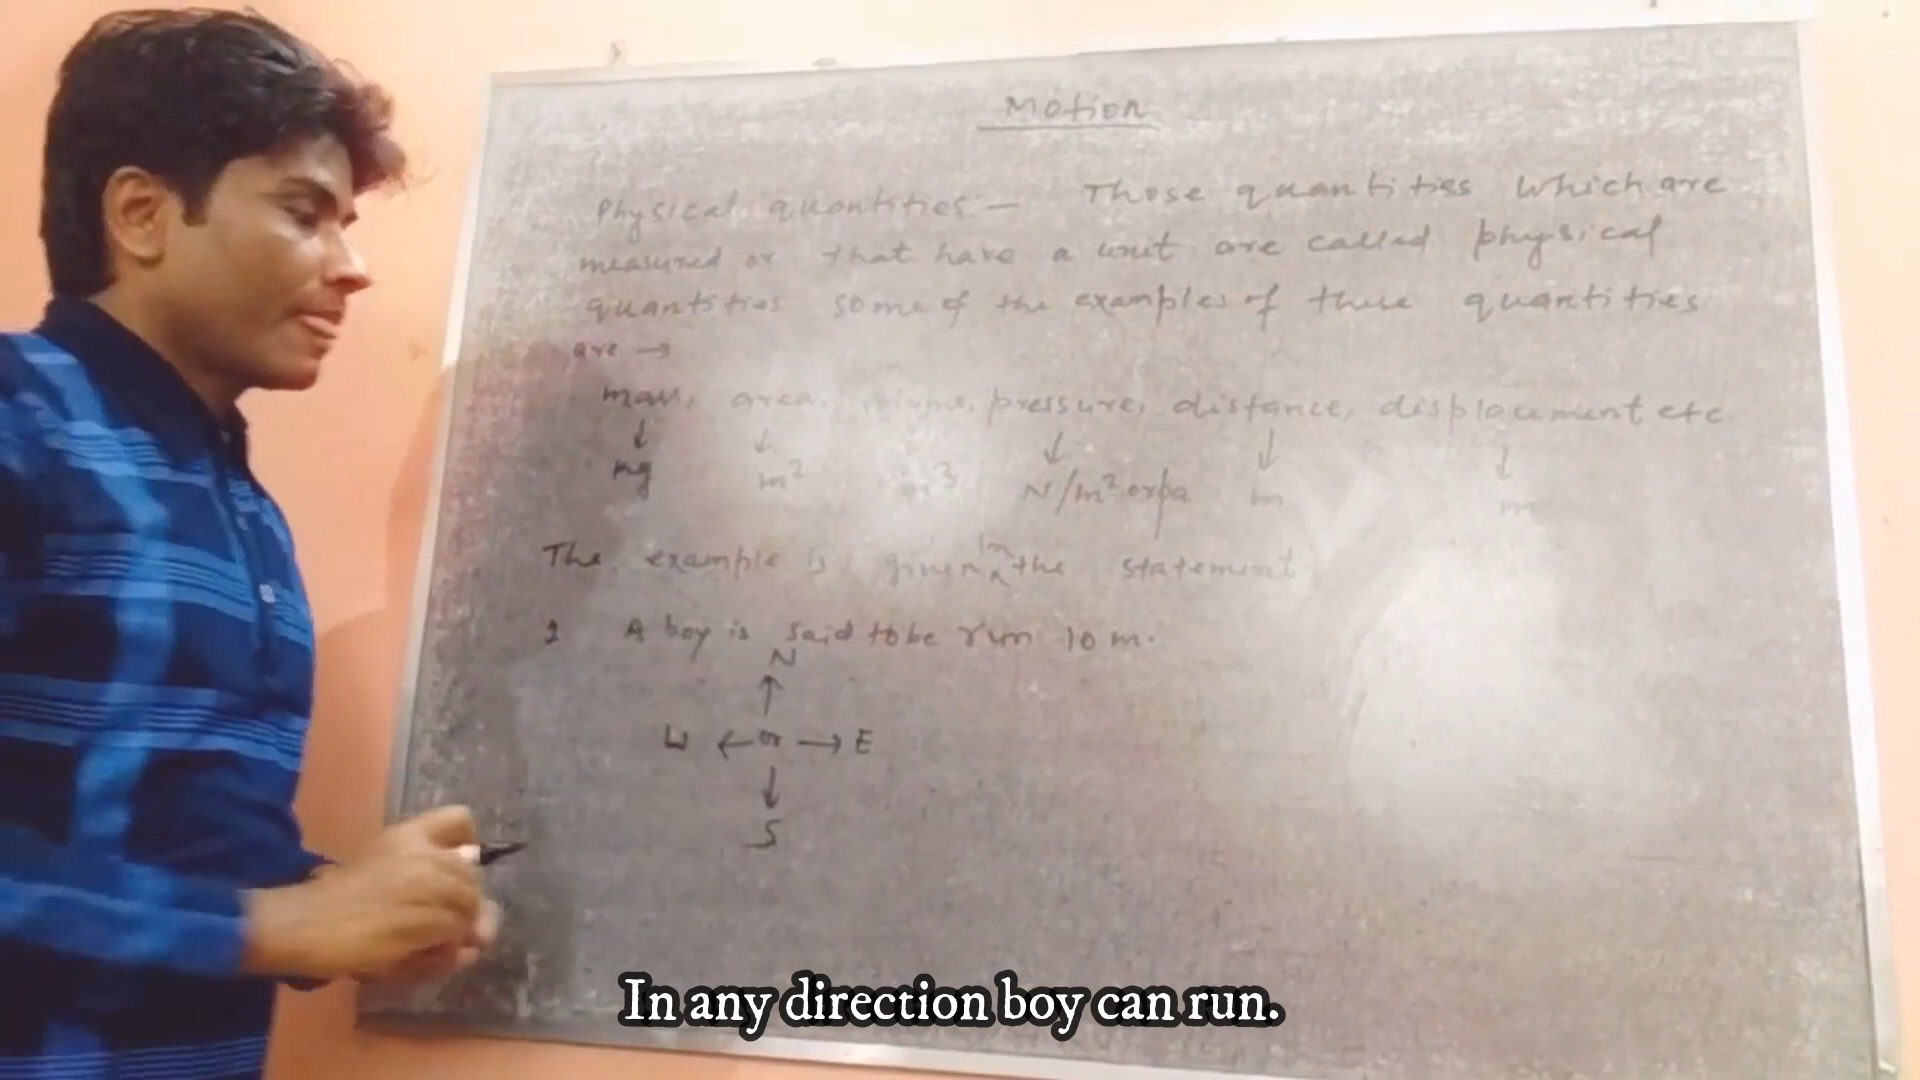 Motion
Physical quantities:- Those quantities which are
measured or that have a unit are called physical
quantities some of the examples of these quantities
are →
mass, area, volume, pressure, distance, displacement etc
↓ ↓ ↓ ↓ ↓
m² m³ N/m² or pa m m
The example is given in the statement
1 A boy is said to be run 10 m.
N
↑
W ← or → E
↓
S
In any direction boy can run.